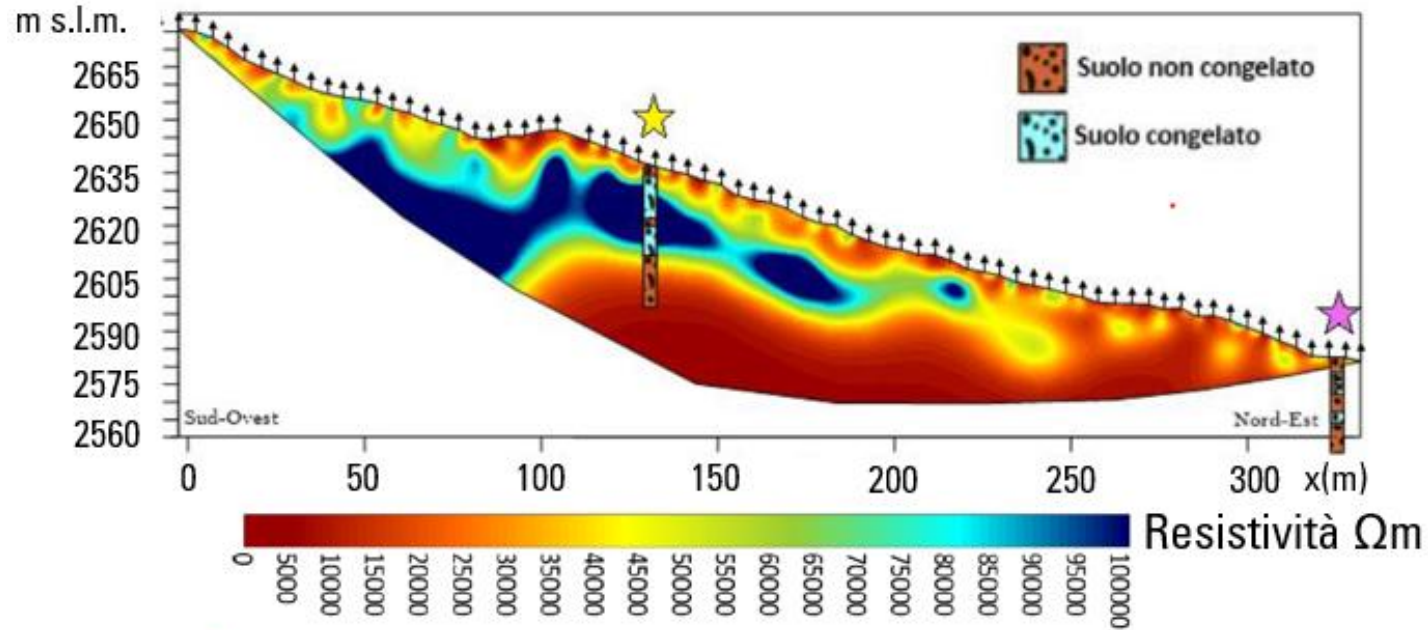 m s.l.m.
2665
2650
2635
2620
2605
2590
2575
2560
Suolo non congelato
Suolo congelato
Sud-Ovest
Nord-Est
0 50 100 150 200 250 300 x(m)
0 5000 10000 15000 20000 25000 30000 35000 40000 45000 50000 55000 60000 65000 70000 75000 80000 85000 90000 95000 100000
Resistività Ωm